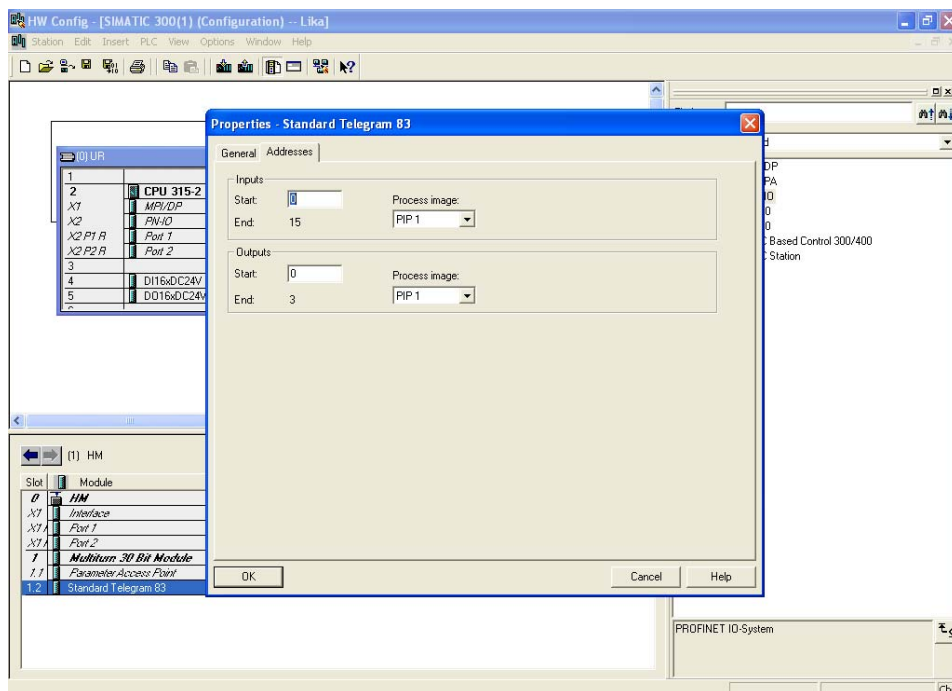 HW Config - [SIMATIC 300(1) (Configuration) -- Lika]
Station Edit Insert PLC View Options Window Help
Properties - Standard Telegram 83
General Addresses
Inputs
Start: 0 Process image:
End: 15 PIP 1
Outputs
Start: 0 Process image:
End: 3 PIP 1
OK Cancel Help
(0) UR
1
2 CPU 315-2
X1 MPI/DP
X2 PN-IO
X2 P1 R Port 1
X2 P2 R Port 2
3
4 DI16xDC24V
5 DO16xDC24V
DP
PA
IO
0
0
Based Control 300/400
Station
(1) HM
Slot Module
0 HM
X1 Interface
X1 Port 1
X1 Port 2
1 Multiturn 30 Bit Module
1.1 Parameter Access Point
1.2 Standard Telegram 83
PROFINET IO-System
Ch